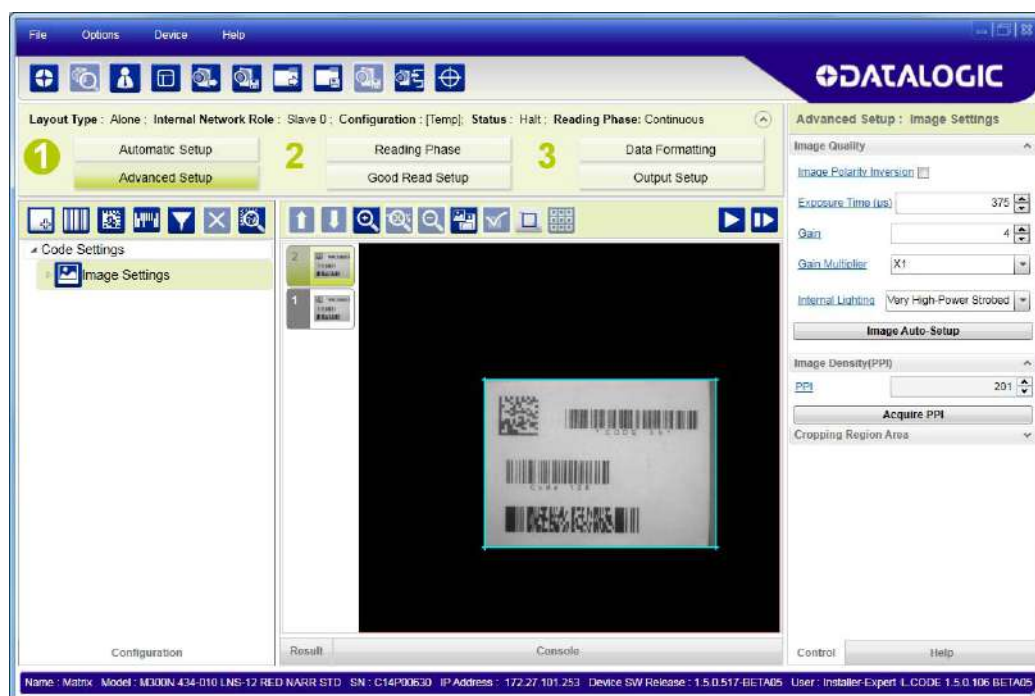 File Options Device Help
DATALOGIC
Layout Type : Alone ; Internal Network Role : Slave 0 ; Configuration : [Temp]; Status : Halt ; Reading Phase: Continuous
Advanced Setup : Image Settings
1 Automatic Setup 2 Reading Phase 3 Data Formatting
Advanced Setup Good Read Setup Output Setup
Image Quality
Image Polarity Inversion
Exposure Time (µs) 375
Gain 4
Gain Multiplier X1
Internal Lighting Very High-Power Strobed
Image Auto-Setup
Image Density(PPI)
PPI 201
Acquire PPI
Cropping Region Area
Code Settings
Image Settings
2
1
CODE 128
Configuration Result Console Control Help
Name : Matrix Model : M300N 434-010 LNS-12 RED NARR STD SN : C14P00630 IP Address : 172.27.101.253 Device SW Release : 1.5.0.517-BETA05 User : Installer-Expert IL.CODE 1.5.0.106 BETA05